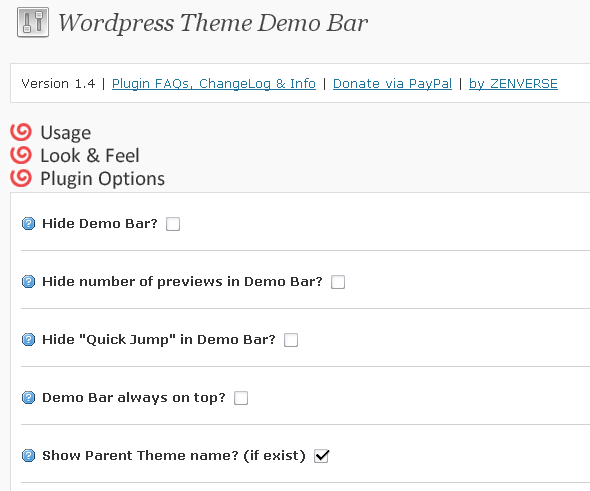 Wordpress Theme Demo Bar
Version 1.4 | Plugin FAQs, ChangeLog & Info | Donate via PayPal | by ZENVERSE
Usage
Look & Feel
Plugin Options
Hide Demo Bar?
Hide number of previews in Demo Bar?
Hide "Quick Jump" in Demo Bar?
Demo Bar always on top?
Show Parent Theme name? (if exist)